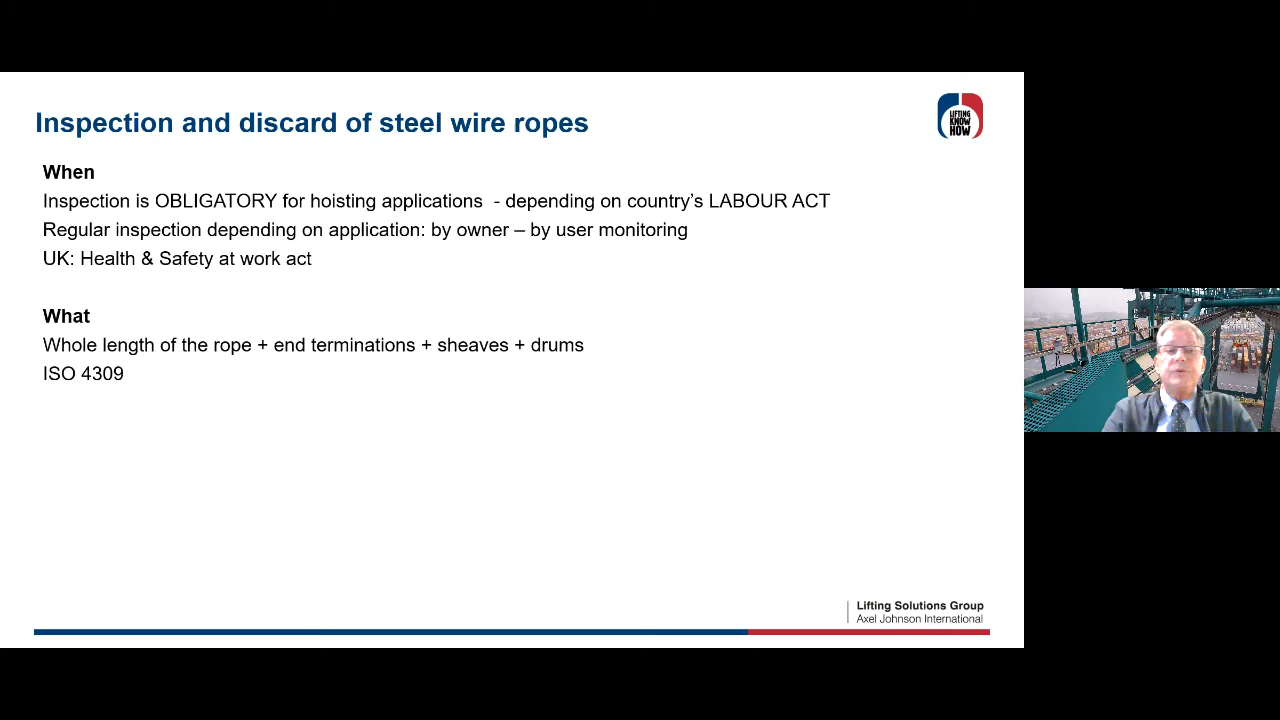 Inspection and discard of steel wire ropes
LIFTING
KNOW
HOW
When
Inspection is OBLIGATORY for hoisting applications - depending on country's LABOUR ACT
Regular inspection depending on application: by owner – by user monitoring
UK: Health & Safety at work act
What
Whole length of the rope + end terminations + sheaves + drums
ISO 4309
Lifting Solutions Group
Axel Johnson International